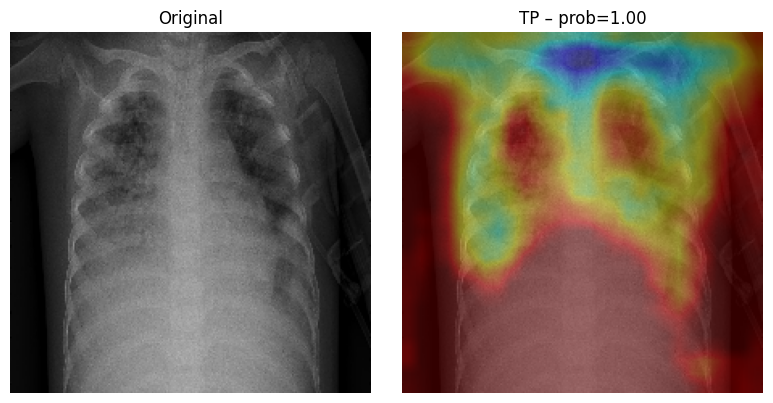 Original
TP – prob=1.00